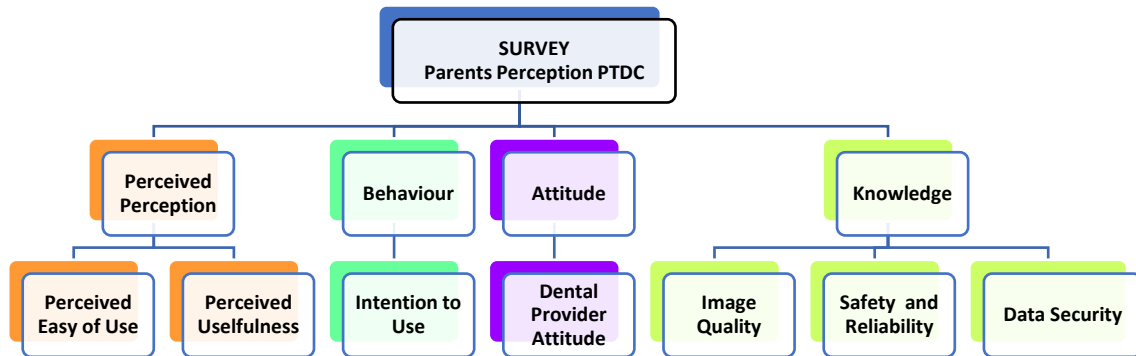 SURVEY
Parents Perception PTDC
Perceived
Perception
Behaviour
Attitude
Knowledge
Perceived
Easy of Use
Perceived
Uselfulness
Intention to
Use
Dental
Provider
Attitude
Image
Quality
Safety and
Reliability
Data Security